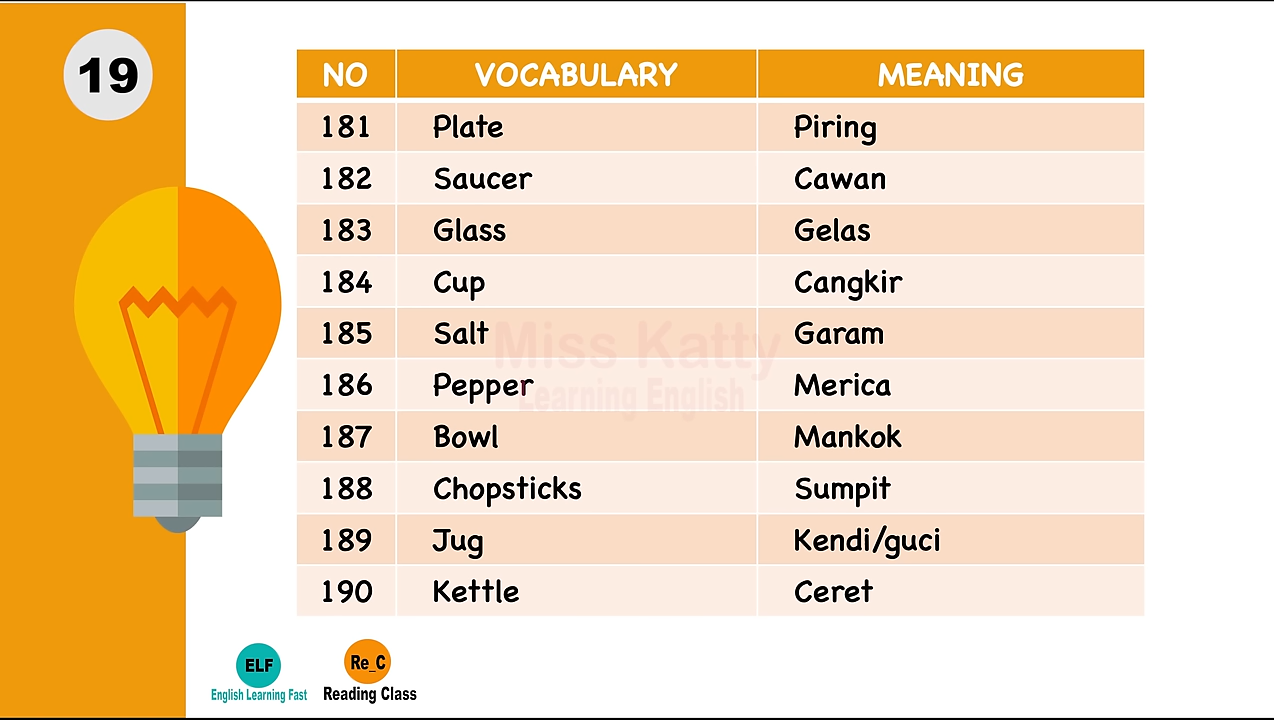 19
NO VOCABULARY MEANING
181 Plate Piring
182 Saucer Cawan
183 Glass Gelas
184 Cup Cangkir
185 Salt Garam
186 Pepper Merica
187 Bowl Mankok
188 Chopsticks Sumpit
189 Jug Kendi/guci
190 Kettle Ceret
Miss Katty
Learning English
ELF
English Learning Fast
Re_C
Reading Class